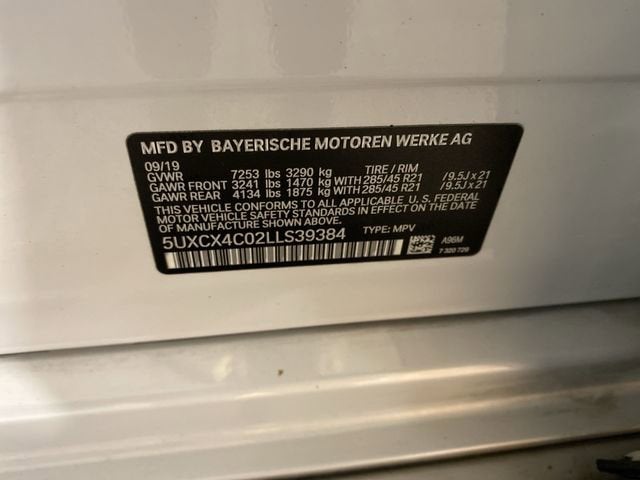 MFD BY BAYERISCHE MOTOREN WERKE AG
09/19
GVWR 7253 lbs 3290 kg TIRE / RIM
GAWR FRONT 3241 lbs 1470 kg WITH 285/45 R21 / 9.5J x 21
GAWR REAR 4134 lbs 1875 kg WITH 285/45 R21 / 9.5J x 21
THIS VEHICLE CONFORMS TO ALL APPLICABLE U. S. FEDERAL
MOTOR VEHICLE SAFETY STANDARDS IN EFFECT ON THE DATE
OF MANUFACTURE SHOWN ABOVE.
5UXCX4C02LLS39384 TYPE: MPV A96M
7 320 729